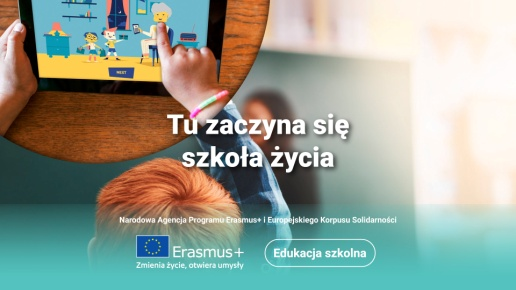 NEXT
Tu zaczyna się
szkoła życia
Narodowa Agencja Programu Erasmus+ i Europejskiego Korpusu Solidarności
Erasmus+
Zmienia życie, otwiera umysły
Edukacja szkolna